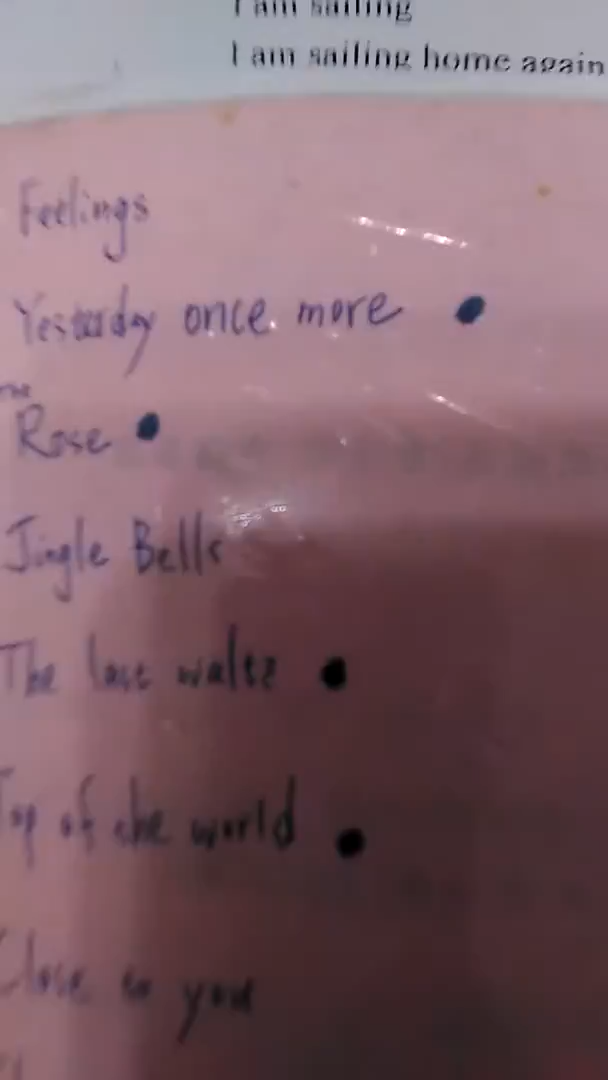 I am sailing
I am sailing home again
Feelings
Yesterday once more
Rose
Jingle Bells
The last waltz
Top of the world
Close to you